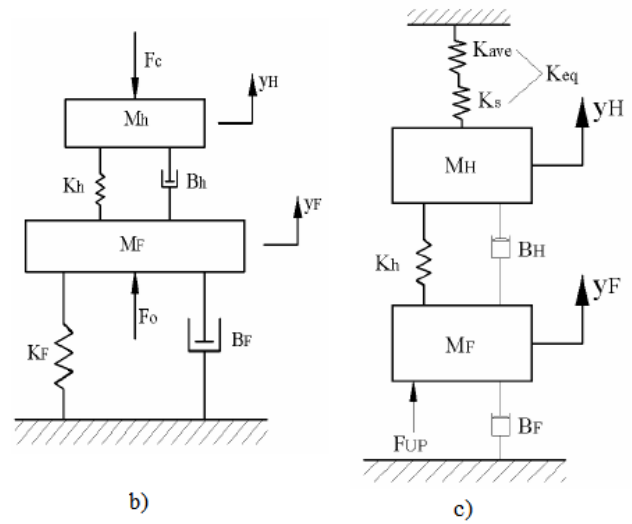 Fc
yH
Mh
Kh
Bh
yF
MF
Fo
KF
BF
b)
Kave
Keq
Ks
yH
MH
Kh
BH
yF
MF
FUP
BF
c)